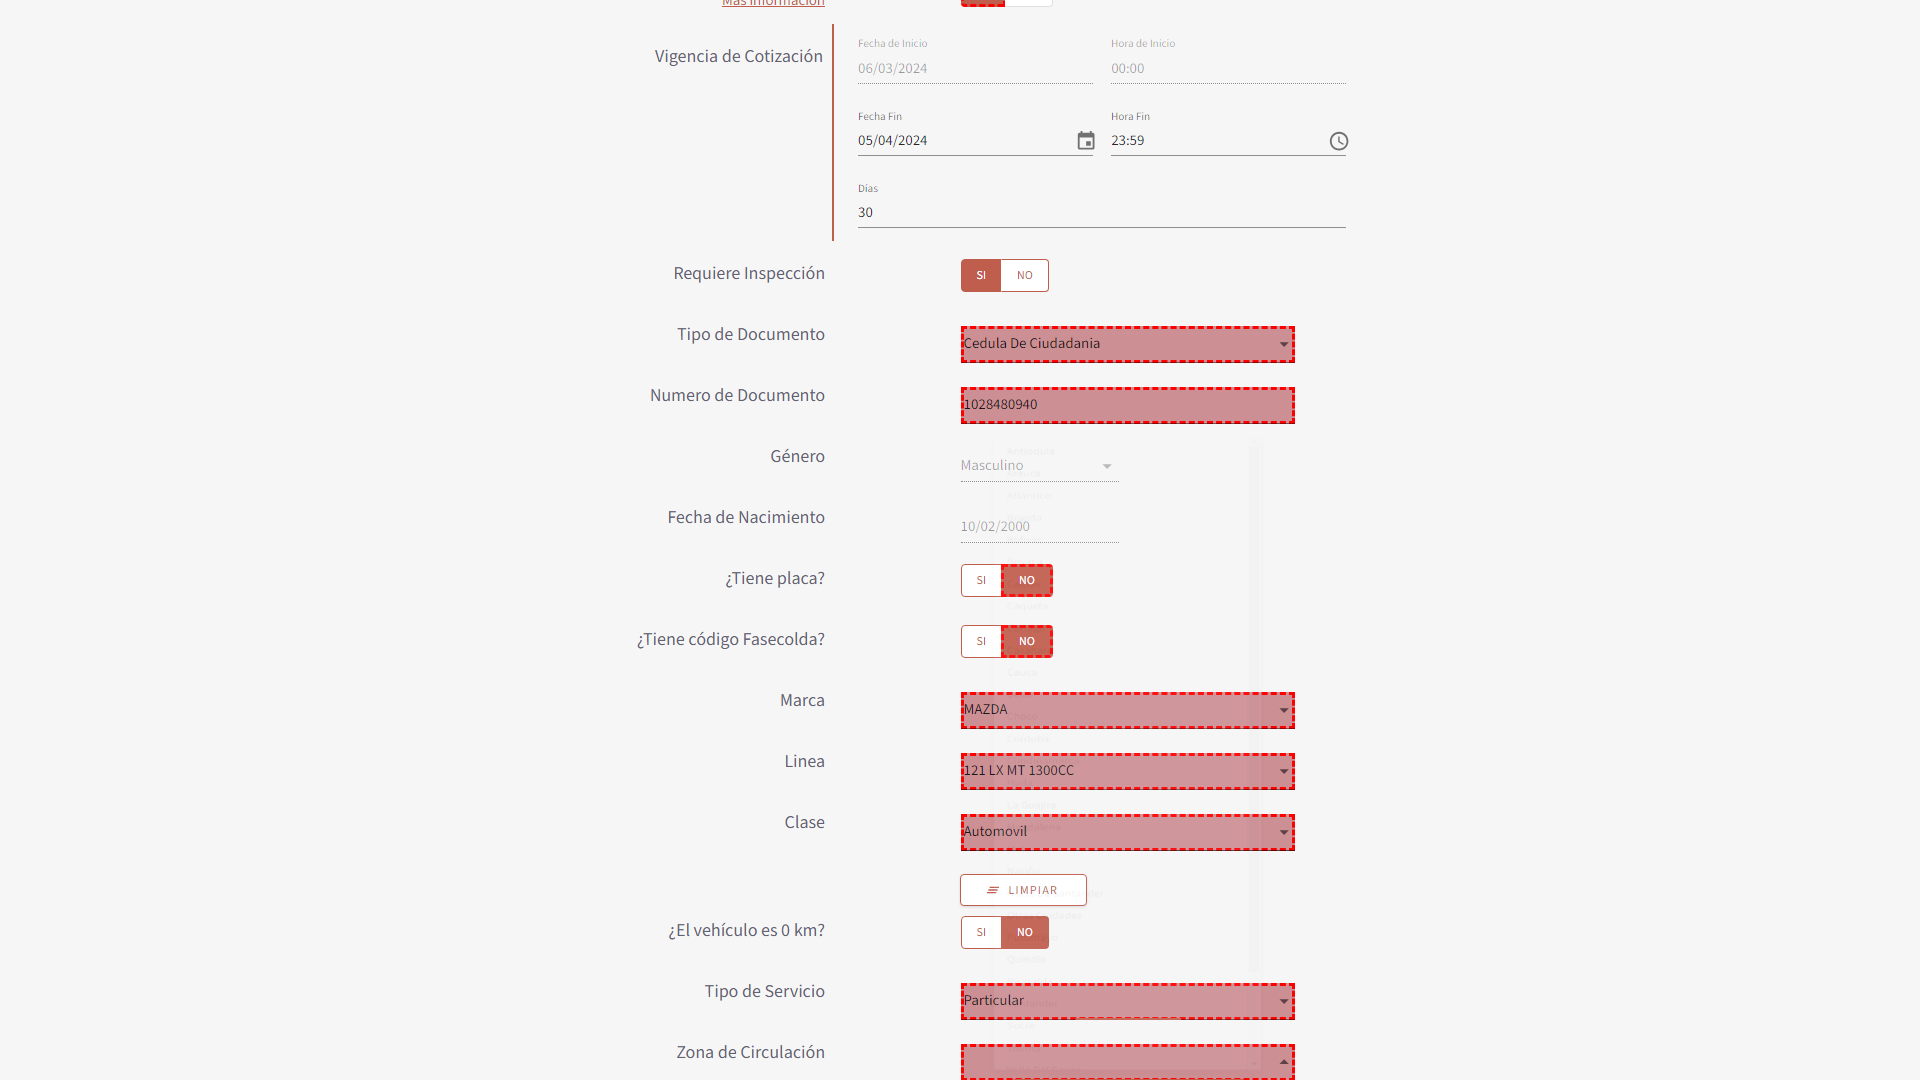 Más información
Vigencia de Cotización
Fecha de Inicio
06/03/2024
Hora de Inicio
00:00
Fecha Fin
05/04/2024
Hora Fin
23:59
Días
30
Requiere Inspección
SI NO
Tipo de Documento
Cedula De Ciudadania
Numero de Documento
1028480940
Género
Masculino
Fecha de Nacimiento
10/02/2000
¿Tiene placa?
SI NO
¿Tiene código Fasecolda?
SI NO
Marca
MAZDA
Linea
121 LX MT 1300CC
Clase
Automovil
LIMPIAR
¿El vehículo es 0 km?
SI NO
Tipo de Servicio
Particular
Zona de Circulación